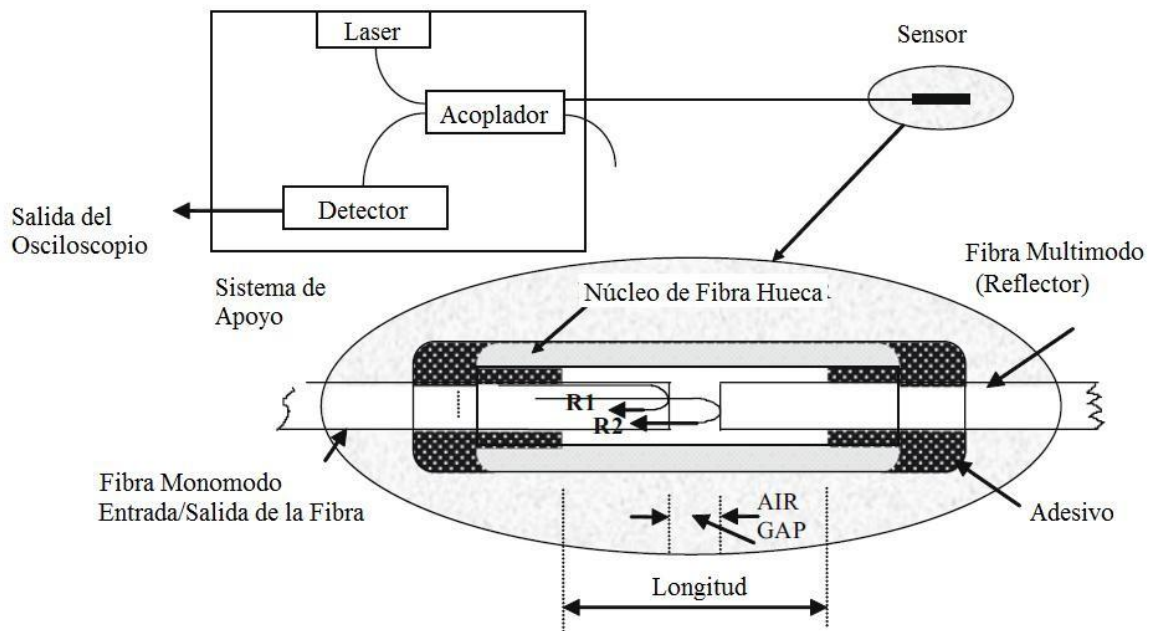 Laser
Sensor
Acoplador
Detector
Salida del
Osciloscopio
Sistema de
Apoyo
Fibra Multimodo
(Reflector)
Núcleo de Fibra Hueca
R1
R2
Fibra Monomodo
Entrada/Salida de la Fibra
AIR
GAP
Adesivo
Longitud